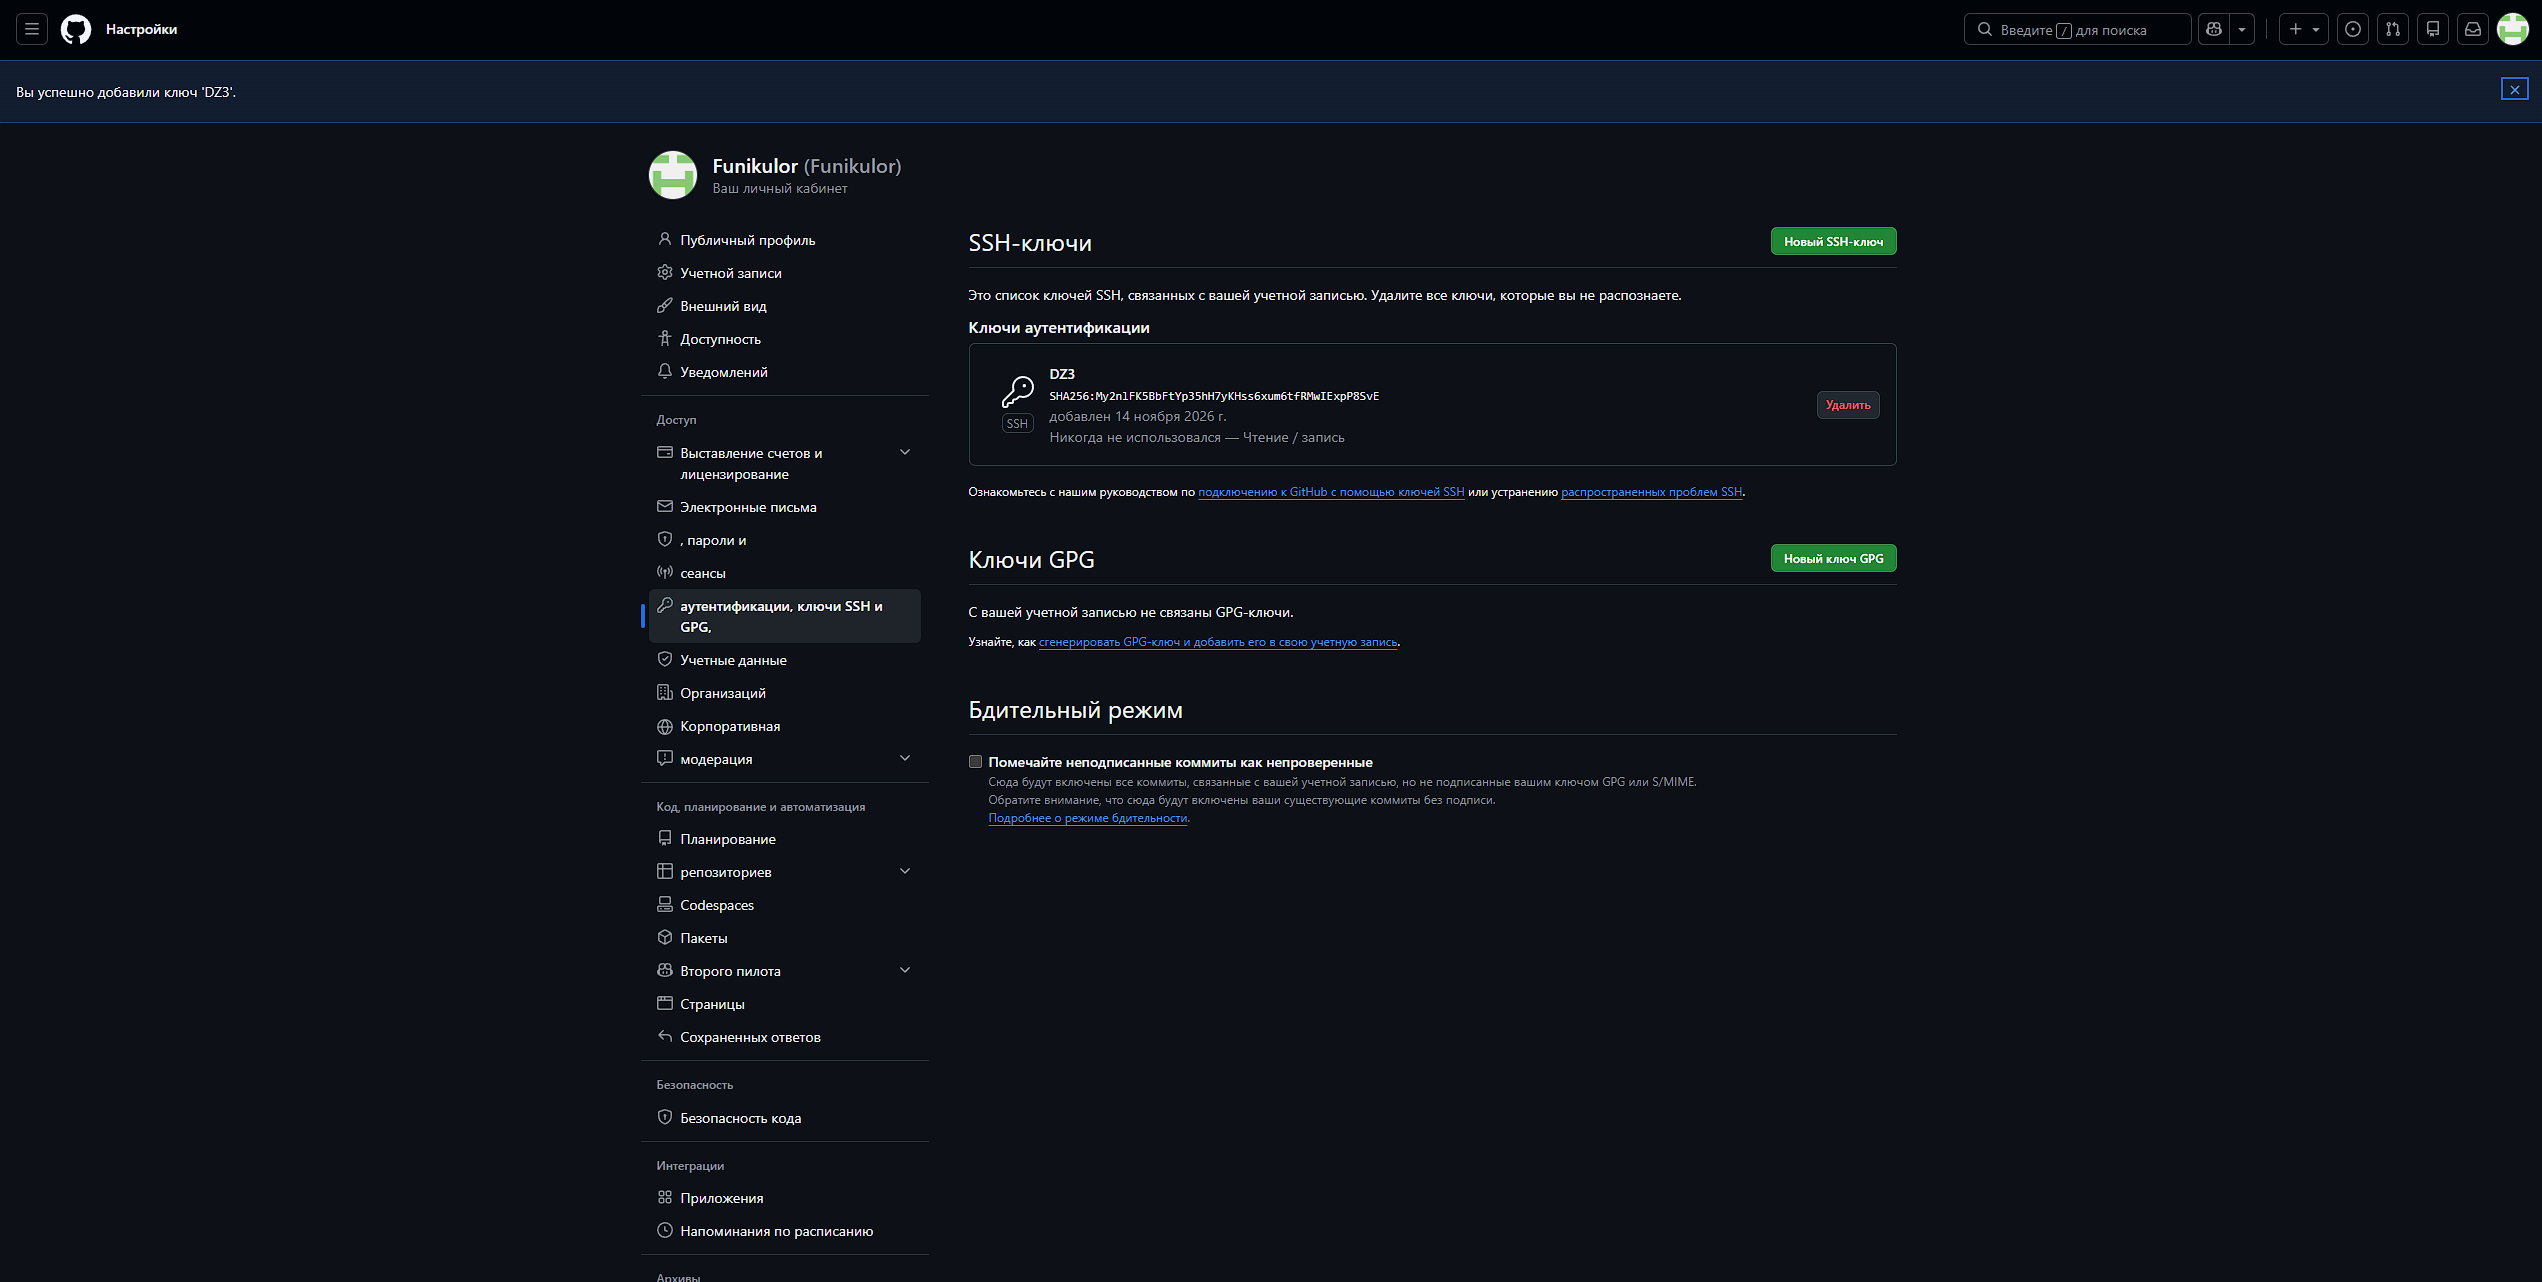 Настройки
Введите / для поиска
Вы успешно добавили ключ 'DZ3'.
Funikulor (Funikulor)
Ваш личный кабинет
Публичный профиль
Учетной записи
Внешний вид
Доступность
Уведомлений
Доступ
Выставление счетов и
лицензирование
Электронные письма
, пароли и
сеансы
аутентификации, ключи SSH и
GPG,
Учетные данные
Организаций
Корпоративная
модерация
Код, планирование и автоматизация
Планирование
репозиториев
Codespaces
Пакеты
Второго пилота
Страницы
Сохраненных ответов
Безопасность
Безопасность кода
Интеграции
Приложения
Напоминания по расписанию
Архивы
SSH-ключи
Новый SSH-ключ
Это список ключей SSH, связанных с вашей учетной записью. Удалите все ключи, которые вы не распознаете.
Ключи аутентификации
DZ3
SHA256:My2nlFK5BbFtYp35hH7yKHss6xum6tfRMwIExpP8SvE
добавлен 14 ноября 2026 г.
Никогда не использовался — Чтение / запись
SSH
Удалить
Ознакомьтесь с нашим руководством по подключению к GitHub с помощью ключей SSH или устранению распространенных проблем SSH.
Ключи GPG
Новый ключ GPG
С вашей учетной записью не связаны GPG-ключи.
Узнайте, как сгенерировать GPG-ключ и добавить его в свою учетную запись.
Бдительный режим
Помечайте неподписанные коммиты как непроверенные
Сюда будут включены все коммиты, связанные с вашей учетной записью, но не подписанные вашим ключом GPG или S/MIME.
Обратите внимание, что сюда будут включены ваши существующие коммиты без подписи.
Подробнее о режиме бдительности.